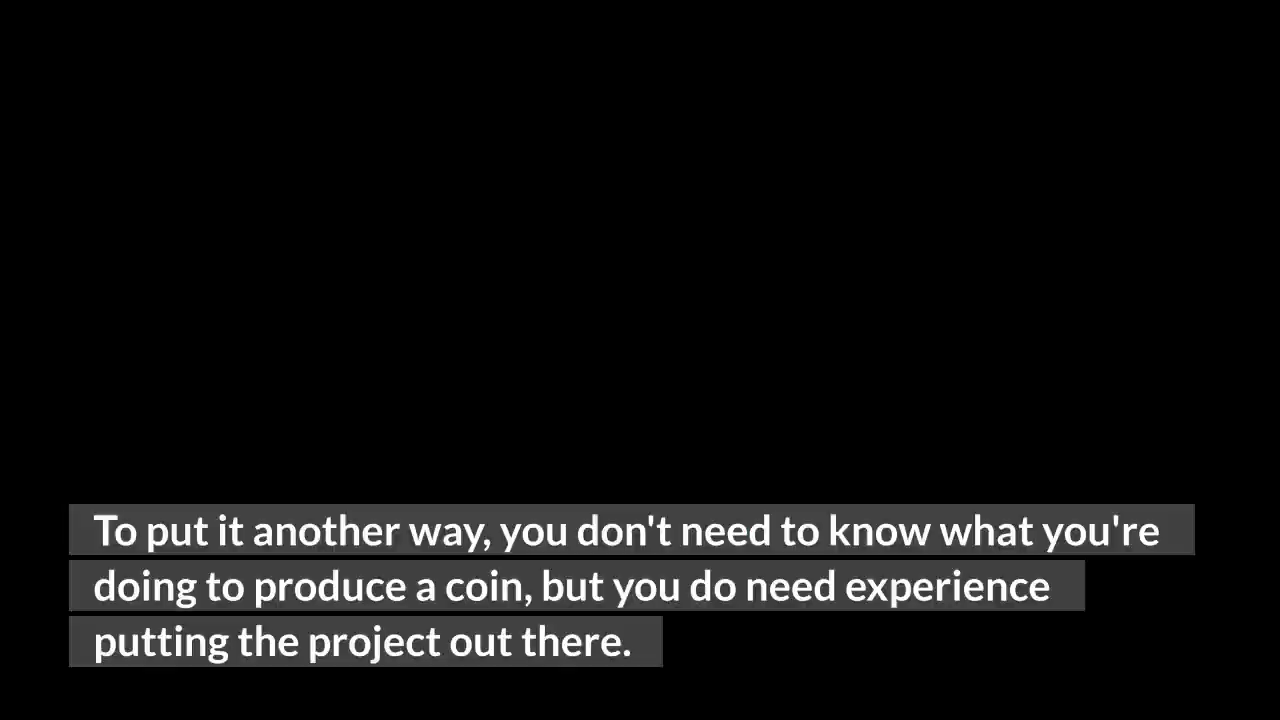 To put it another way, you don't need to know what you're
doing to produce a coin, but you do need experience
putting the project out there.